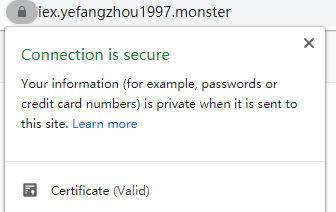 iex.yefangzhou1997.monster
Connection is secure
Your information (for example, passwords or
credit card numbers) is private when it is sent to
this site. Learn more
Certificate (Valid)